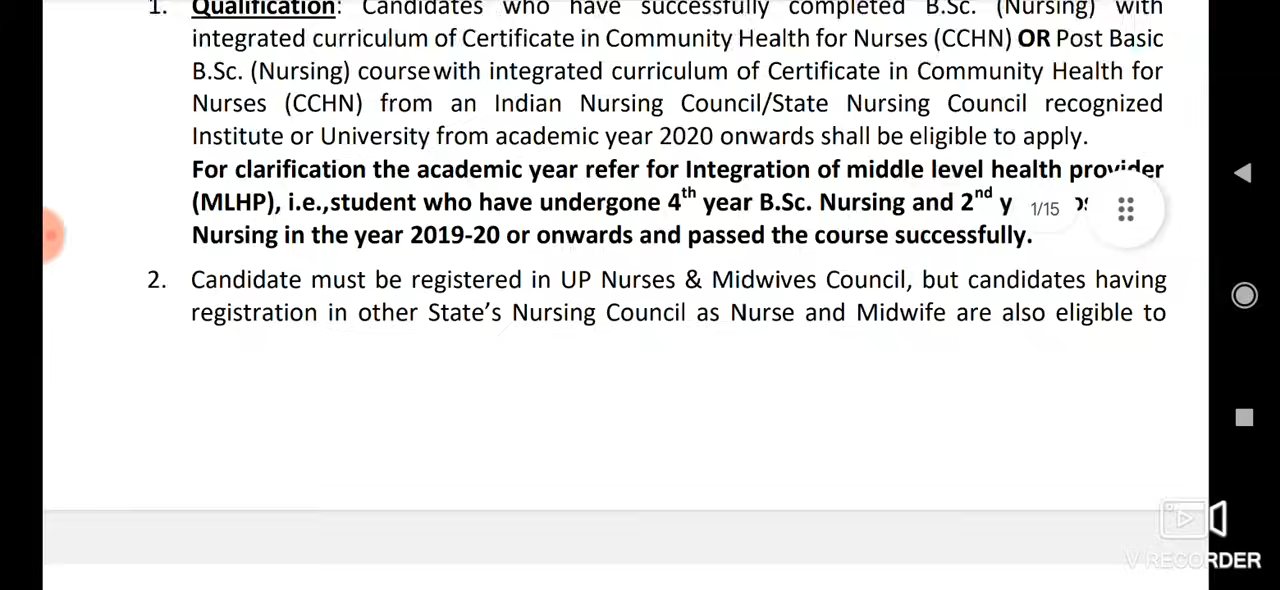 1. Qualification: Candidates who have successfully completed B.Sc. (Nursing) with
integrated curriculum of Certificate in Community Health for Nurses (CCHN) OR Post Basic
B.Sc. (Nursing) course with integrated curriculum of Certificate in Community Health for
Nurses (CCHN) from an Indian Nursing Council/State Nursing Council recognized
Institute or University from academic year 2020 onwards shall be eligible to apply.
For clarification the academic year refer for Integration of middle level health provider
(MLHP), i.e.,student who have undergone 4th year B.Sc. Nursing and 2nd y
1/15
Nursing in the year 2019-20 or onwards and passed the course successfully.
2. Candidate must be registered in UP Nurses & Midwives Council, but candidates having
registration in other State's Nursing Council as Nurse and Midwife are also eligible to
V RECORDER